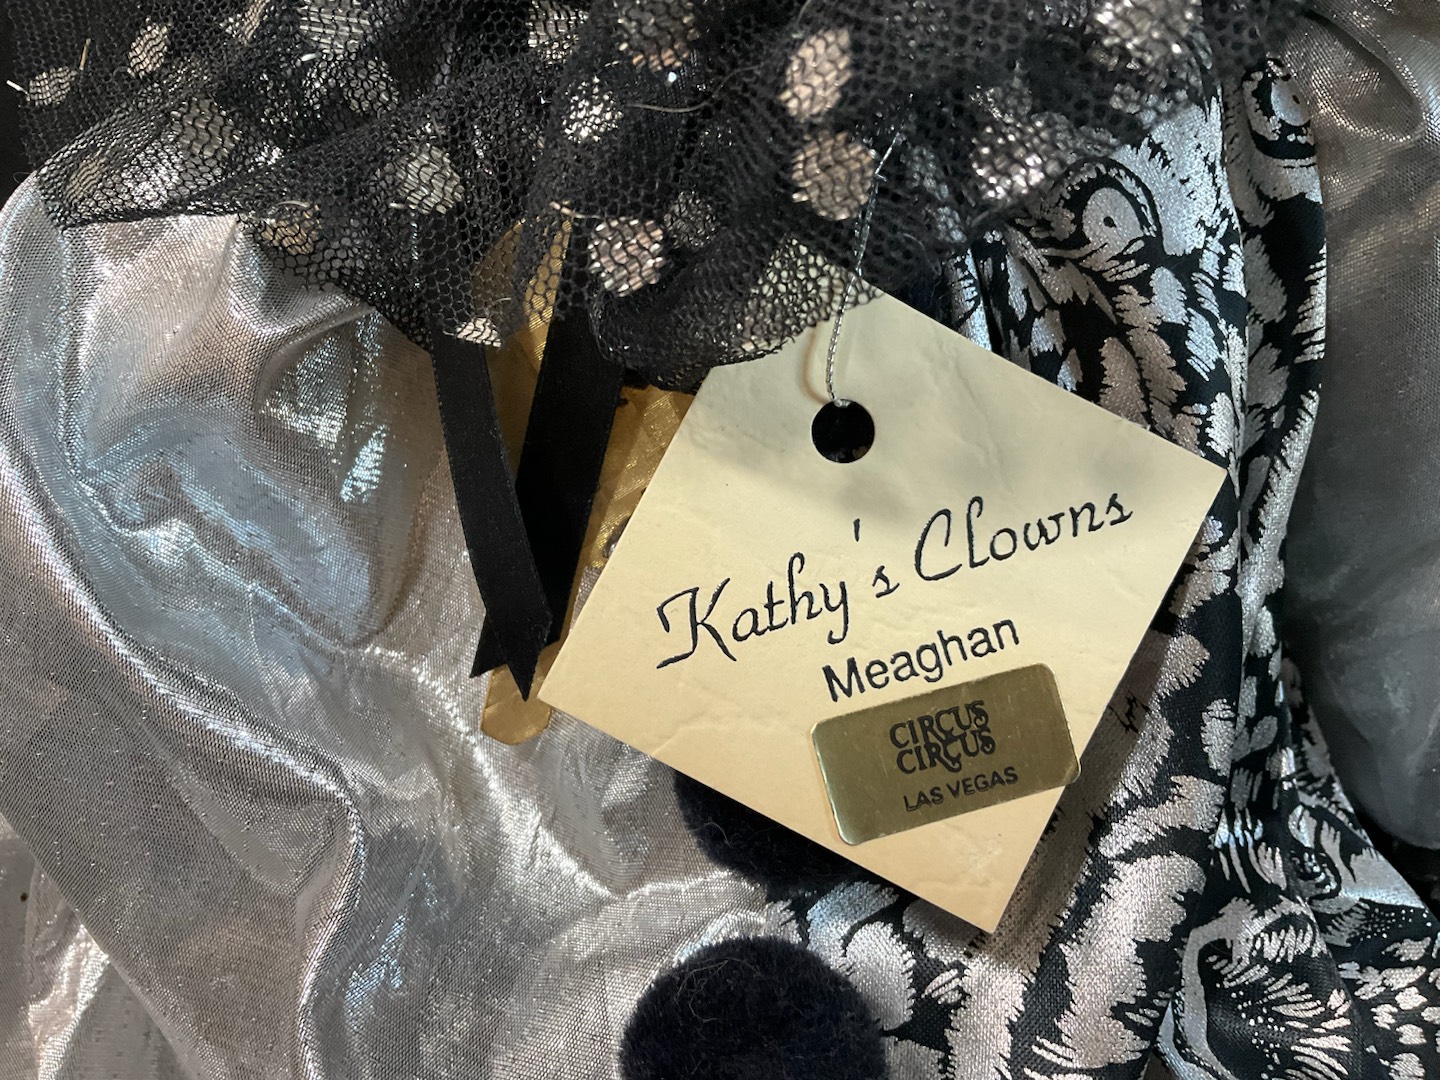 Kathy's Clowns
Meaghan
CIRCUS
CIRCUS
LAS VEGAS